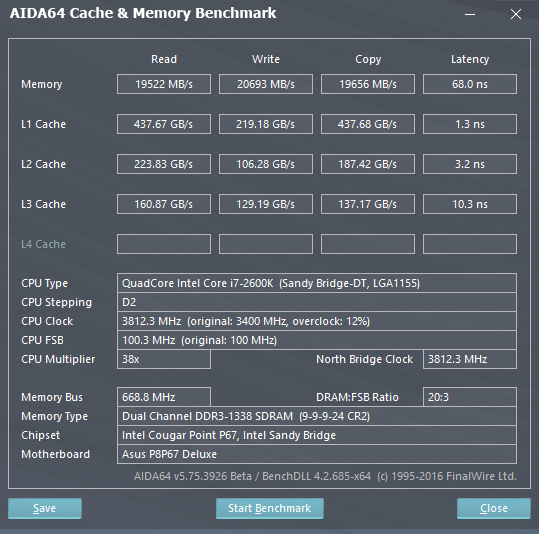 AIDA64 Cache & Memory Benchmark
Read Write Copy Latency
Memory 19522 MB/s 20693 MB/s 19656 MB/s 68.0 ns
L1 Cache 437.67 GB/s 219.18 GB/s 437.68 GB/s 1.3 ns
L2 Cache 223.83 GB/s 106.28 GB/s 187.42 GB/s 3.2 ns
L3 Cache 160.87 GB/s 129.19 GB/s 137.17 GB/s 10.3 ns
L4 Cache
CPU Type QuadCore Intel Core i7-2600K (Sandy Bridge-DT, LGA1155)
CPU Stepping D2
CPU Clock 3812.3 MHz (original: 3400 MHz, overclock: 12%)
CPU FSB 100.3 MHz (original: 100 MHz)
CPU Multiplier 38x North Bridge Clock 3812.3 MHz
Memory Bus 668.8 MHz DRAM:FSB Ratio 20:3
Memory Type Dual Channel DDR3-1338 SDRAM (9-9-9-24 CR2)
Chipset Intel Cougar Point P67, Intel Sandy Bridge
Motherboard Asus P8P67 Deluxe
AIDA64 v5.75.3926 Beta / BenchDLL 4.2.685-x64 (c) 1995-2016 FinalWire Ltd.
Save Start Benchmark Close